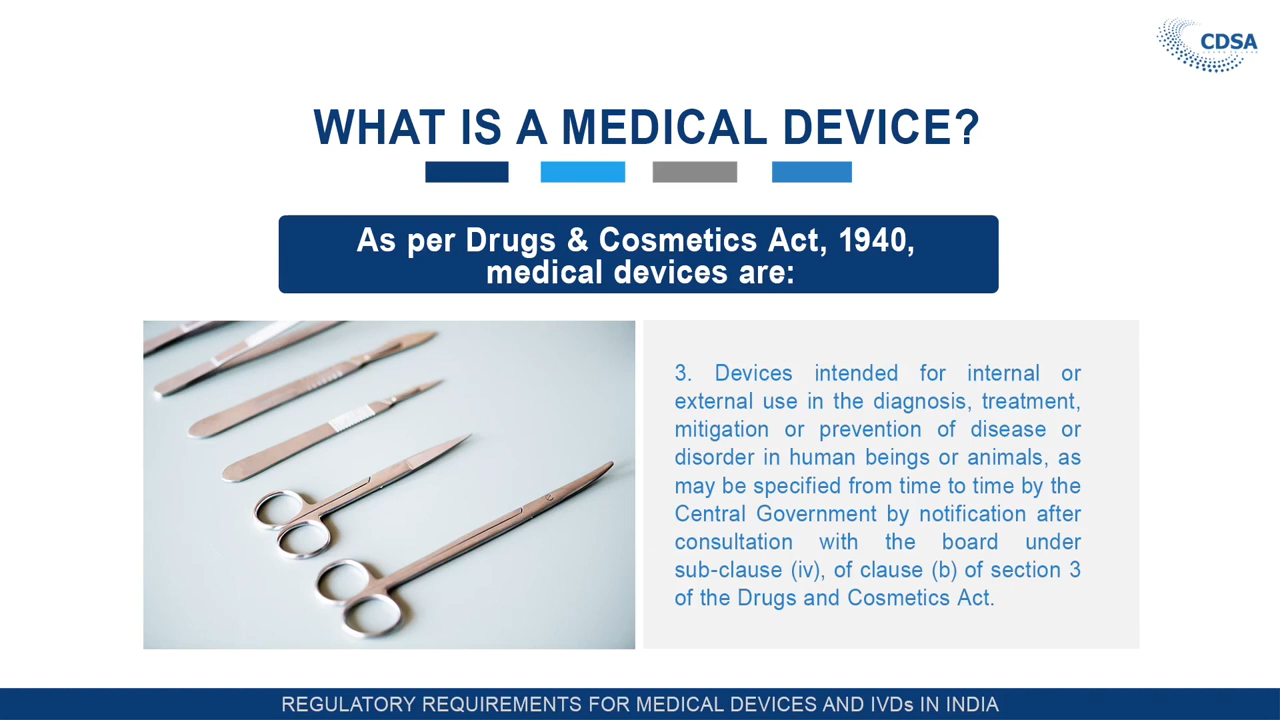 CDSA
WHAT IS A MEDICAL DEVICE?
As per Drugs & Cosmetics Act, 1940,
medical devices are:
3. Devices intended for internal or
external use in the diagnosis, treatment,
mitigation or prevention of disease or
disorder in human beings or animals, as
may be specified from time to time by the
Central Government by notification after
consultation with the board under
sub-clause (iv), of clause (b) of section 3
of the Drugs and Cosmetics Act.
REGULATORY REQUIREMENTS FOR MEDICAL DEVICES AND IVDs IN INDIA